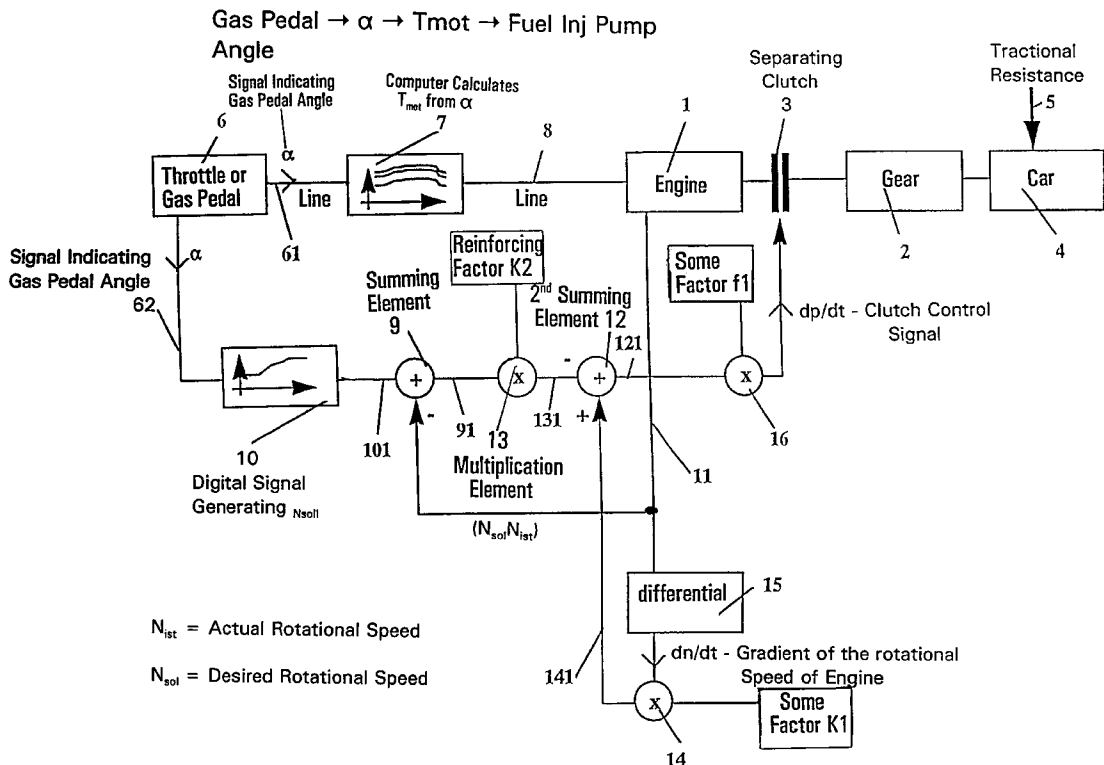 Gas Pedal → α → Tmot → Fuel Inj Pump
Angle
Signal Indicating
Gas Pedal Angle
Computer Calculates
Tmot from α
Separating
Clutch
Tractional
Resistance
6
α
7
8
1
3
5
Throttle or
Gas Pedal
Line
61
Line
Engine
Gear
Car
2
4
α
Signal Indicating
Gas Pedal Angle
62
Summing
Element
9
Reinforcing
Factor K2
2nd Summing
Element 12
Some
Factor f1
dp/dt - Clutch Control
Signal
+
-
x
-
+
+
121
x
101
91
13
131
16
11
10
Digital Signal
Generating Nsoll
Multiplication
Element
(NsolNist)
differential
15
Nist = Actual Rotational Speed
Nsol = Desired Rotational Speed
141
dn/dt - Gradient of the rotational
Speed of Engine
x
14
Some
Factor K1